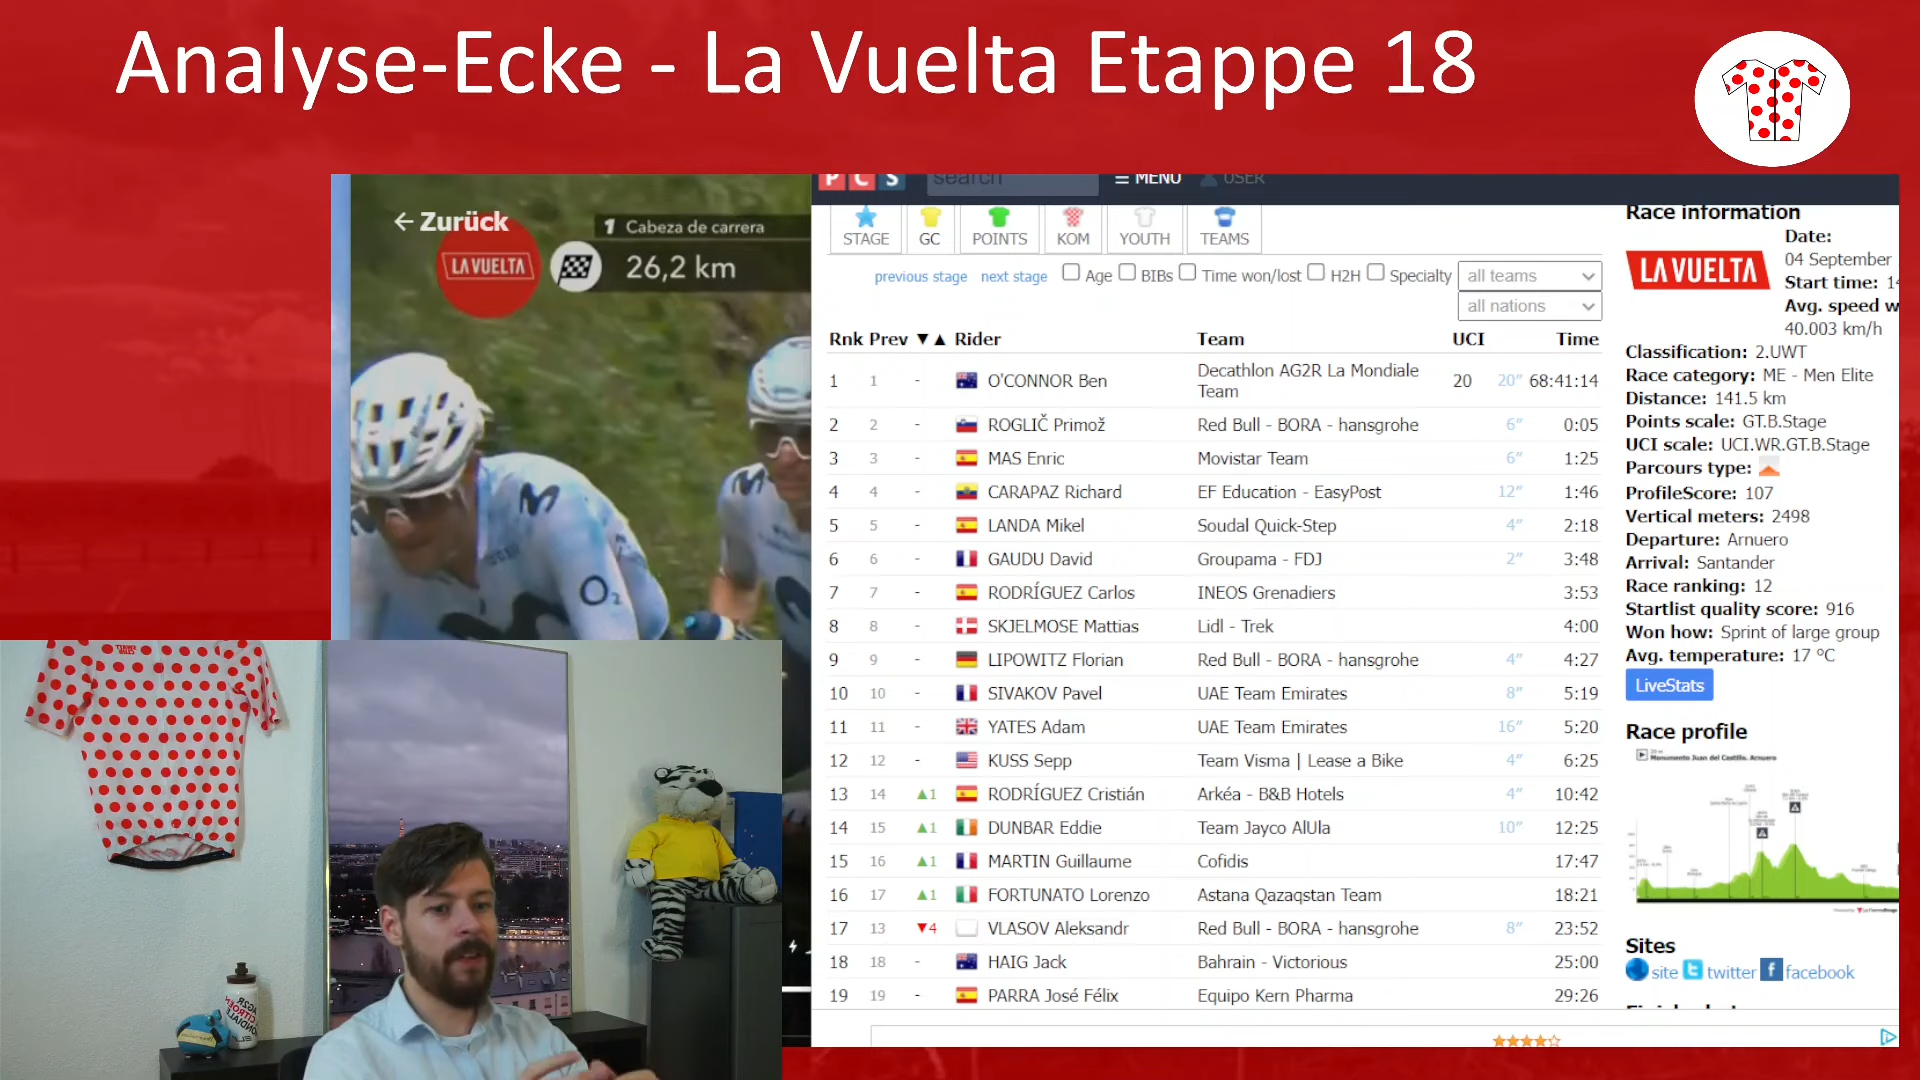 Analyse-Ecke - La Vuelta Etappe 18
← Zurück
1 Cabeza de carrera
LA VUELTA
26,2 km
O2
PCS search ☰ MENU USER
STAGE GC POINTS KOM YOUTH TEAMS
previous stage next stage Age BIBs Time won/lost H2H Specialty all teams
all nations
Rnk Prev ▼▲ Rider Team UCI Time
1 1 - O'CONNOR Ben Decathlon AG2R La Mondiale Team 20 20″ 68:41:14
2 2 - ROGLIČ Primož Red Bull - BORA - hansgrohe 6″ 0:05
3 3 - MAS Enric Movistar Team 6″ 1:25
4 4 - CARAPAZ Richard EF Education - EasyPost 12″ 1:46
5 5 - LANDA Mikel Soudal Quick-Step 4″ 2:18
6 6 - GAUDU David Groupama - FDJ 2″ 3:48
7 7 - RODRÍGUEZ Carlos INEOS Grenadiers 3:53
8 8 - SKJELMOSE Mattias Lidl - Trek 4:00
9 9 - LIPOWITZ Florian Red Bull - BORA - hansgrohe 4″ 4:27
10 10 - SIVAKOV Pavel UAE Team Emirates 8″ 5:19
11 11 - YATES Adam UAE Team Emirates 16″ 5:20
12 12 - KUSS Sepp Team Visma | Lease a Bike 4″ 6:25
13 14 ▲1 RODRÍGUEZ Cristián Arkéa - B&B Hotels 4″ 10:42
14 15 ▲1 DUNBAR Eddie Team Jayco AlUla 10″ 12:25
15 16 ▲1 MARTIN Guillaume Cofidis 17:47
16 17 ▲1 FORTUNATO Lorenzo Astana Qazaqstan Team 18:21
17 13 ▼4 VLASOV Aleksandr Red Bull - BORA - hansgrohe 8″ 23:52
18 18 - HAIG Jack Bahrain - Victorious 25:00
19 19 - PARRA José Félix Equipo Kern Pharma 29:26
Race information
LA VUELTA
Date:
04 September
Start time:
Avg. speed w
40.003 km/h
Classification: 2.UWT
Race category: ME - Men Elite
Distance: 141.5 km
Points scale: GT.B.Stage
UCI scale: UCI.WR.GT.B.Stage
Parcours type:
ProfileScore: 107
Vertical meters: 2498
Departure: Arnuero
Arrival: Santander
Race ranking: 12
Startlist quality score: 916
Won how: Sprint of large group
Avg. temperature: 17 °C
LiveStats
Race profile
Monumento Juan del Castillo. Arnuero
Sites
site twitter facebook
AG2R
CITROËN
MONDIALE